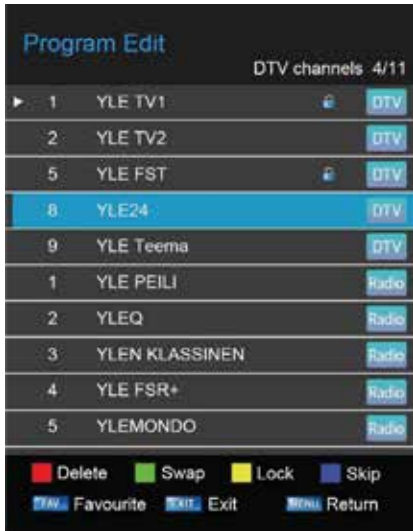 Program Edit
DTV channels 4/11
1 YLE TV1 DTV
2 YLE TV2 DTV
5 YLE FST DTV
8 YLE24 DTV
9 YLE Teema DTV
1 YLE PEILI Radio
2 YLEQ Radio
3 YLEN KLASSINEN Radio
4 YLE FSR+ Radio
5 YLEMONDO Radio
Delete Swap Lock Skip
FAV Favourite EXIT Exit MENU Return